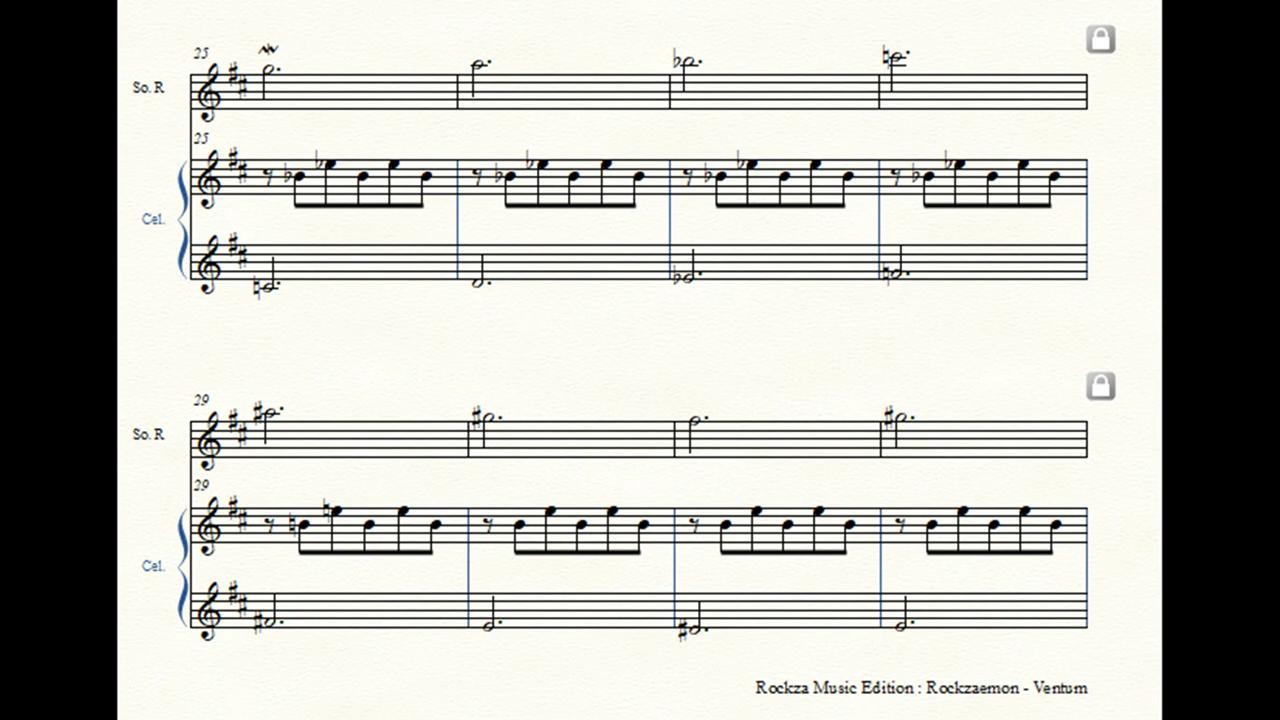 25
So. R
25
Cel.
29
So. R
29
Cel.
Rockza Music Edition : Rockzaemon - Ventum